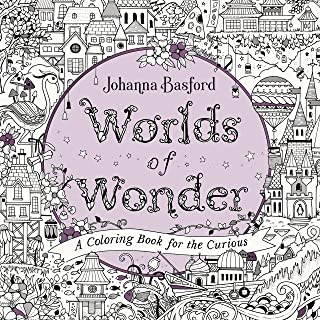 Johanna Basford
Worlds
of
Wonder
A Coloring Book for the Curious